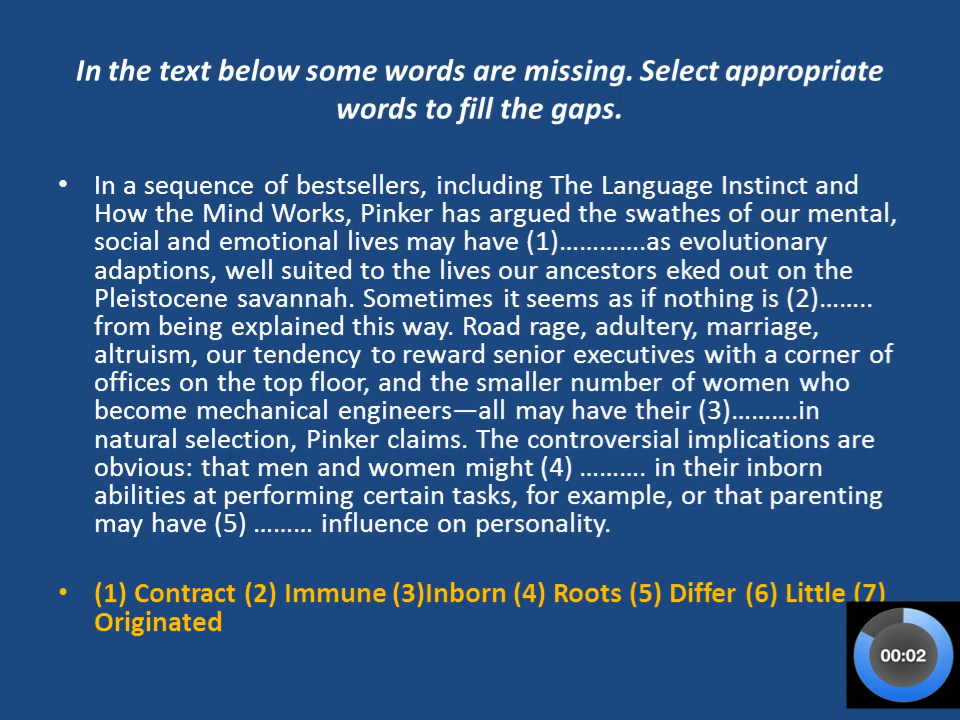 In the text below some words are missing. Select appropriate
words to fill the gaps.
• In a sequence of bestsellers, including The Language Instinct and
How the Mind Works, Pinker has argued the swathes of our mental,
social and emotional lives may have (1)………….as evolutionary
adaptions, well suited to the lives our ancestors eked out on the
Pleistocene savannah. Sometimes it seems as if nothing is (2)……..
from being explained this way. Road rage, adultery, marriage,
altruism, our tendency to reward senior executives with a corner of
offices on the top floor, and the smaller number of women who
become mechanical engineers—all may have their (3)……….in
natural selection, Pinker claims. The controversial implications are
obvious: that men and women might (4) ………. in their inborn
abilities at performing certain tasks, for example, or that parenting
may have (5) ……… influence on personality.
• (1) Contract (2) Immune (3)Inborn (4) Roots (5) Differ (6) Little (7)
Originated
00:02